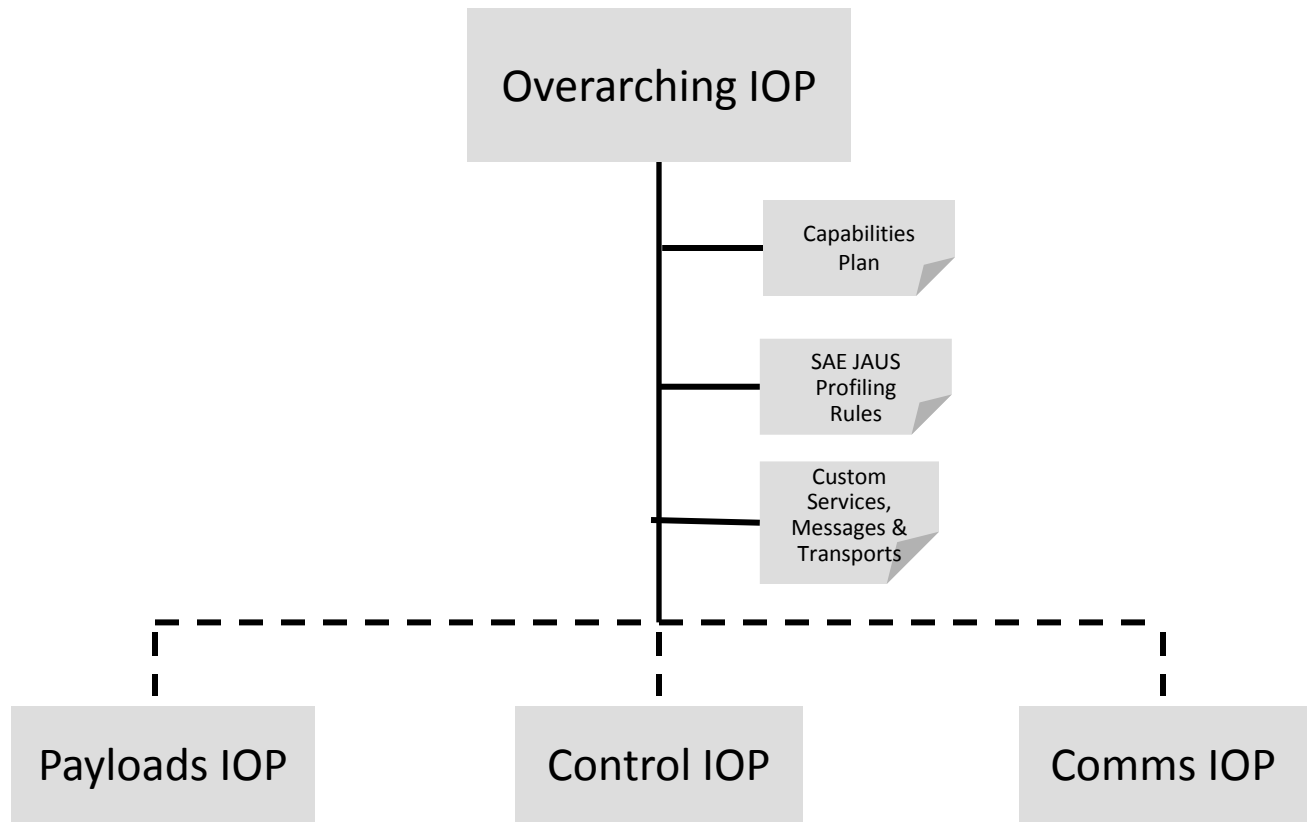 Overarching IOP
Capabilities
Plan
SAE JAUS
Profiling
Rules
Custom
Services,
Messages &
Transports
Payloads IOP
Control IOP
Comms IOP